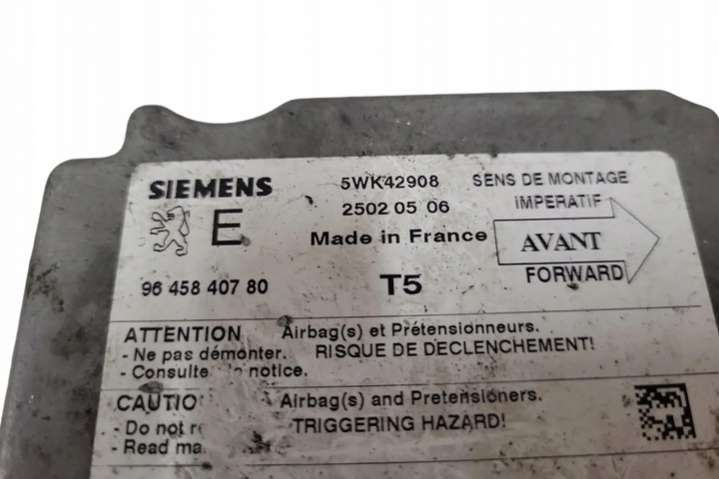 SIEMENS 5WK42908 SENS DE MONTAGE
E 2502 05 06 IMPERATIF
Made in France AVANT
96 458 407 80 T5 FORWARD
ATTENTION Airbag(s) et Prétensionneurs.
- Ne pas démonter. RISQUE DE DECLENCHEMENT!
- Consulte notice.
CAUTIO Airbag(s) and Pretensioners.
- Do not TRIGGERING HAZARD!
- Read ma